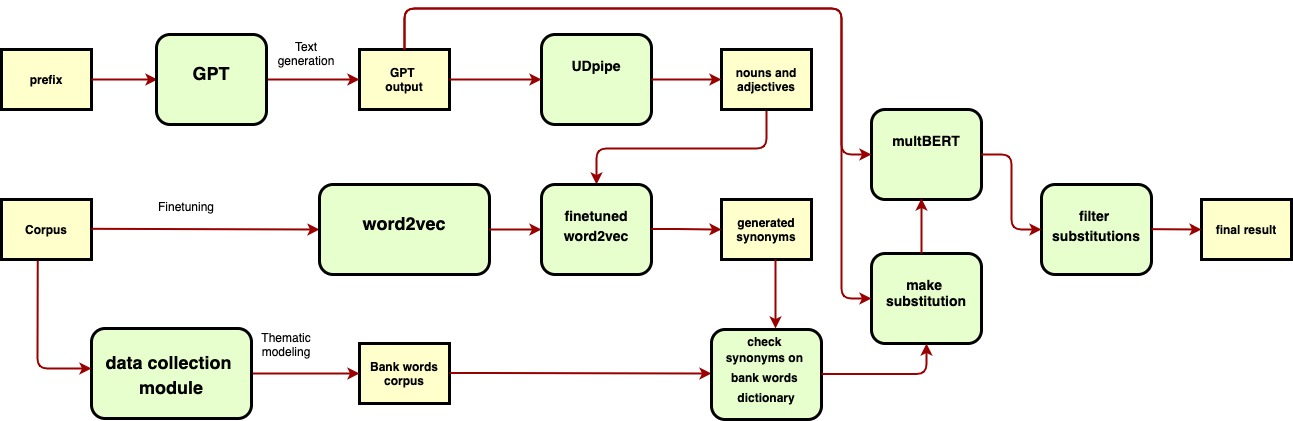 Text
generation
prefix
GPT
GPT
output
UDpipe
nouns and
adjectives
multBERT
Corpus
Finetuning
word2vec
finetuned
word2vec
generated
synonyms
filter
substitutions
final result
make
substitution
data collection
module
Thematic
modeling
Bank words
corpus
check
synonyms on
bank words
dictionary